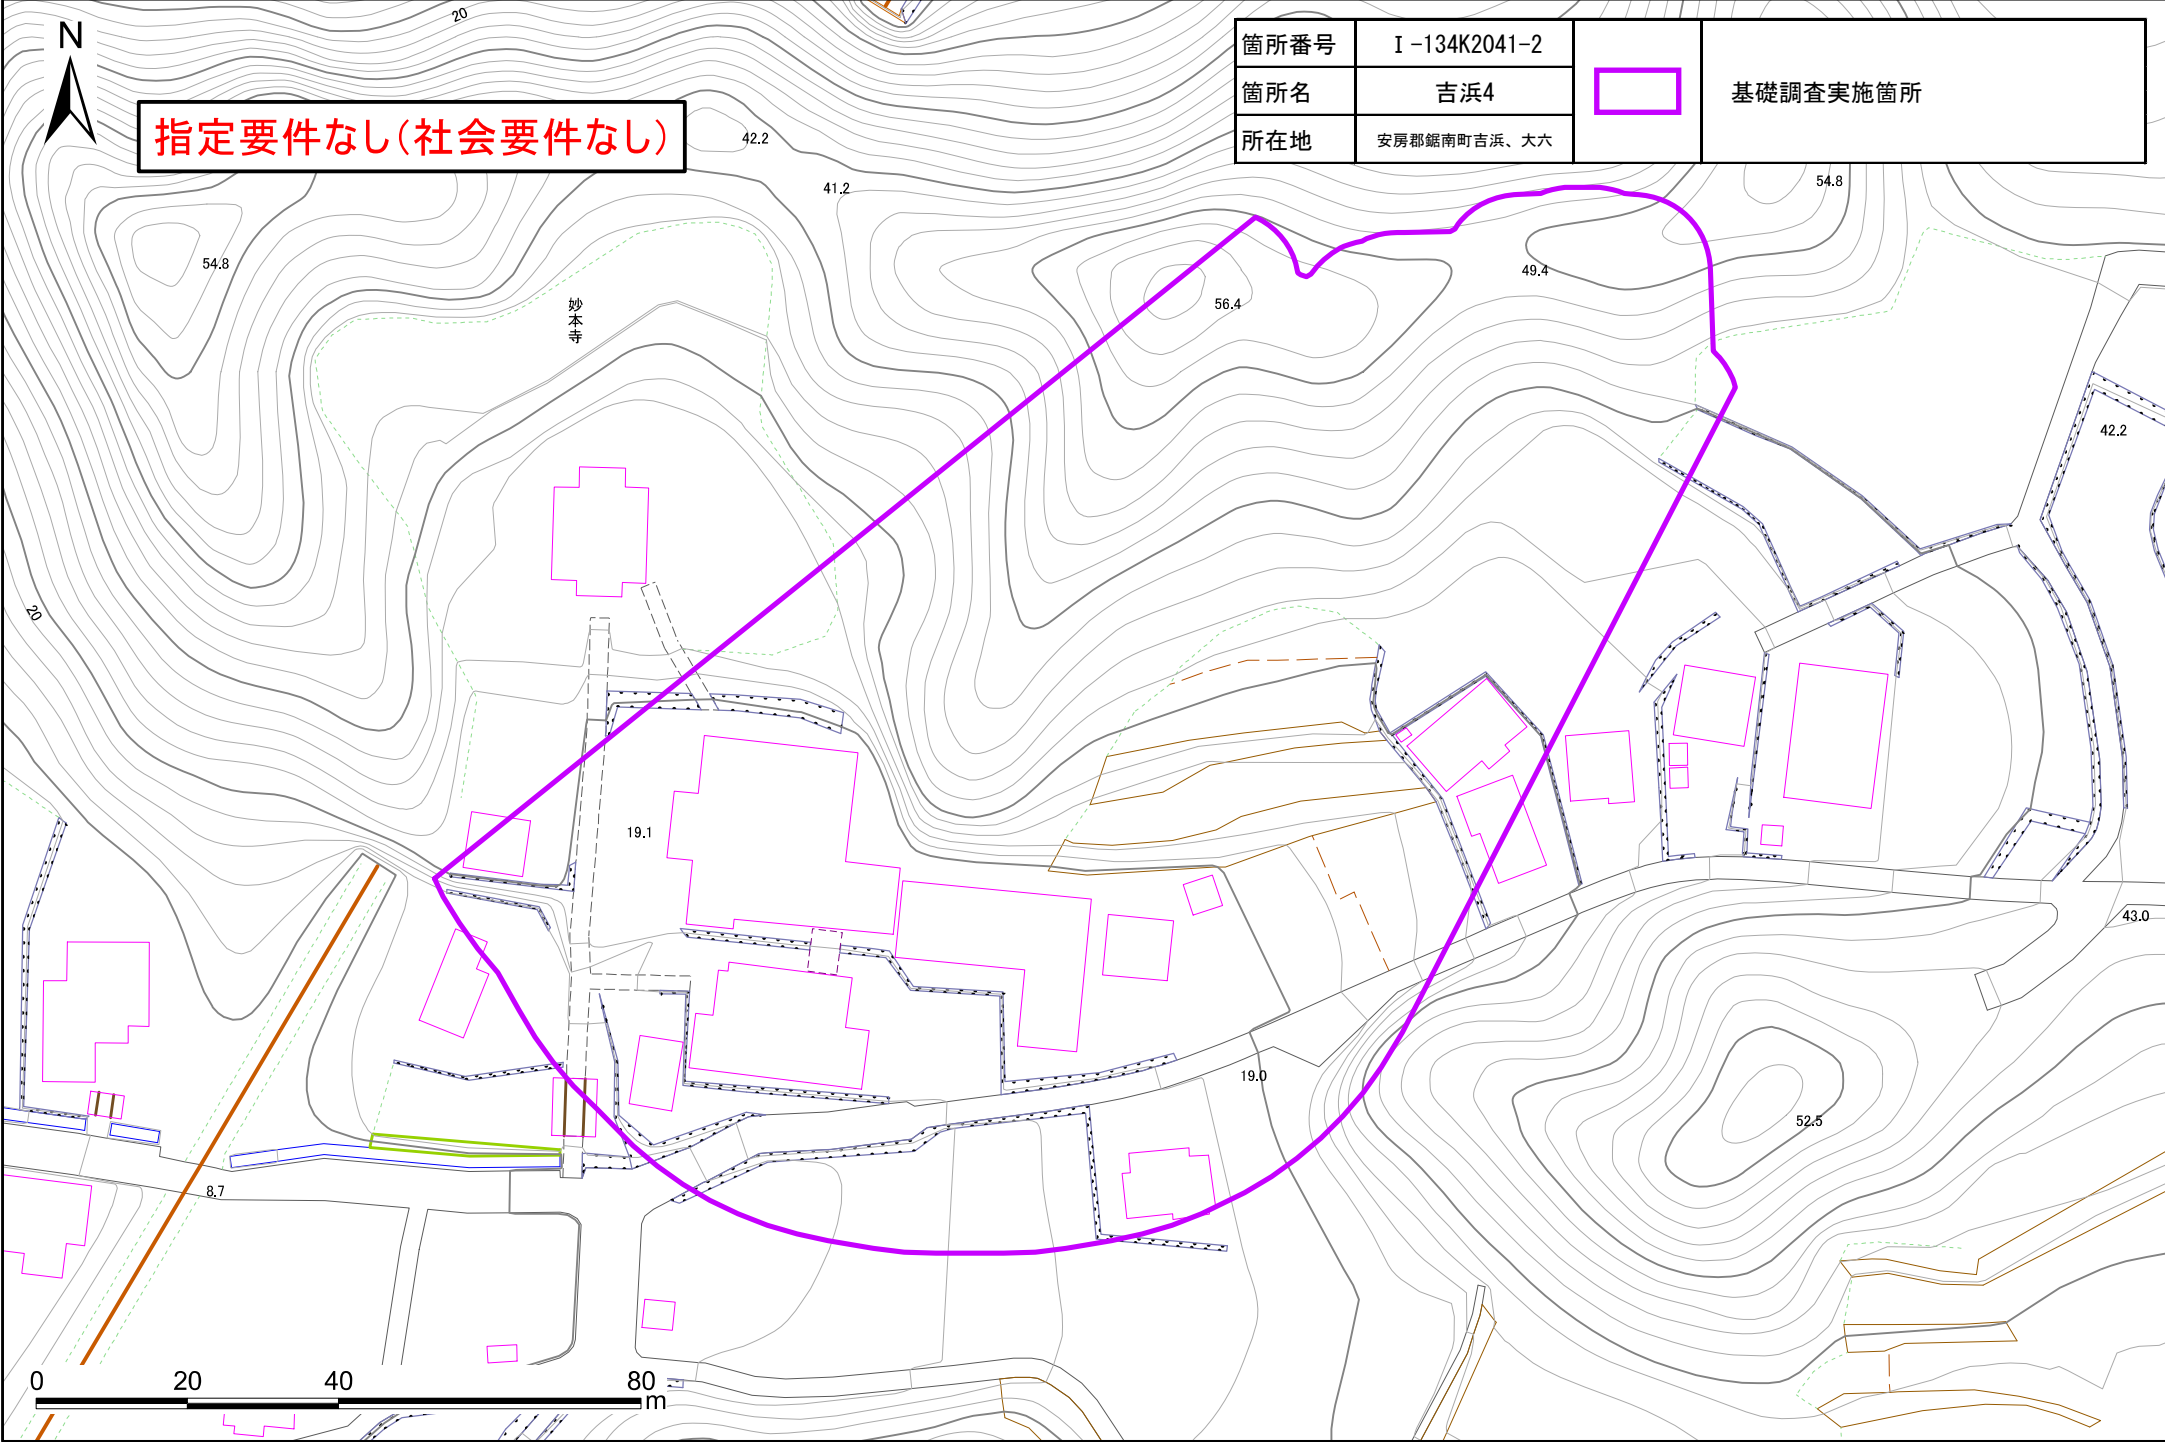 20
N
指定要件なし(社会要件なし)
箇所番号 Ⅰ-134K2041-2
箇所名 吉浜4
所在地 安房郡鋸南町吉浜、大六
基礎調査実施箇所
42.2
41.2
54.8
54.8
49.4
56.4
妙本寺
42.2
20
19.1
43.0
19.0
52.5
8.7
0 20 40 80
m